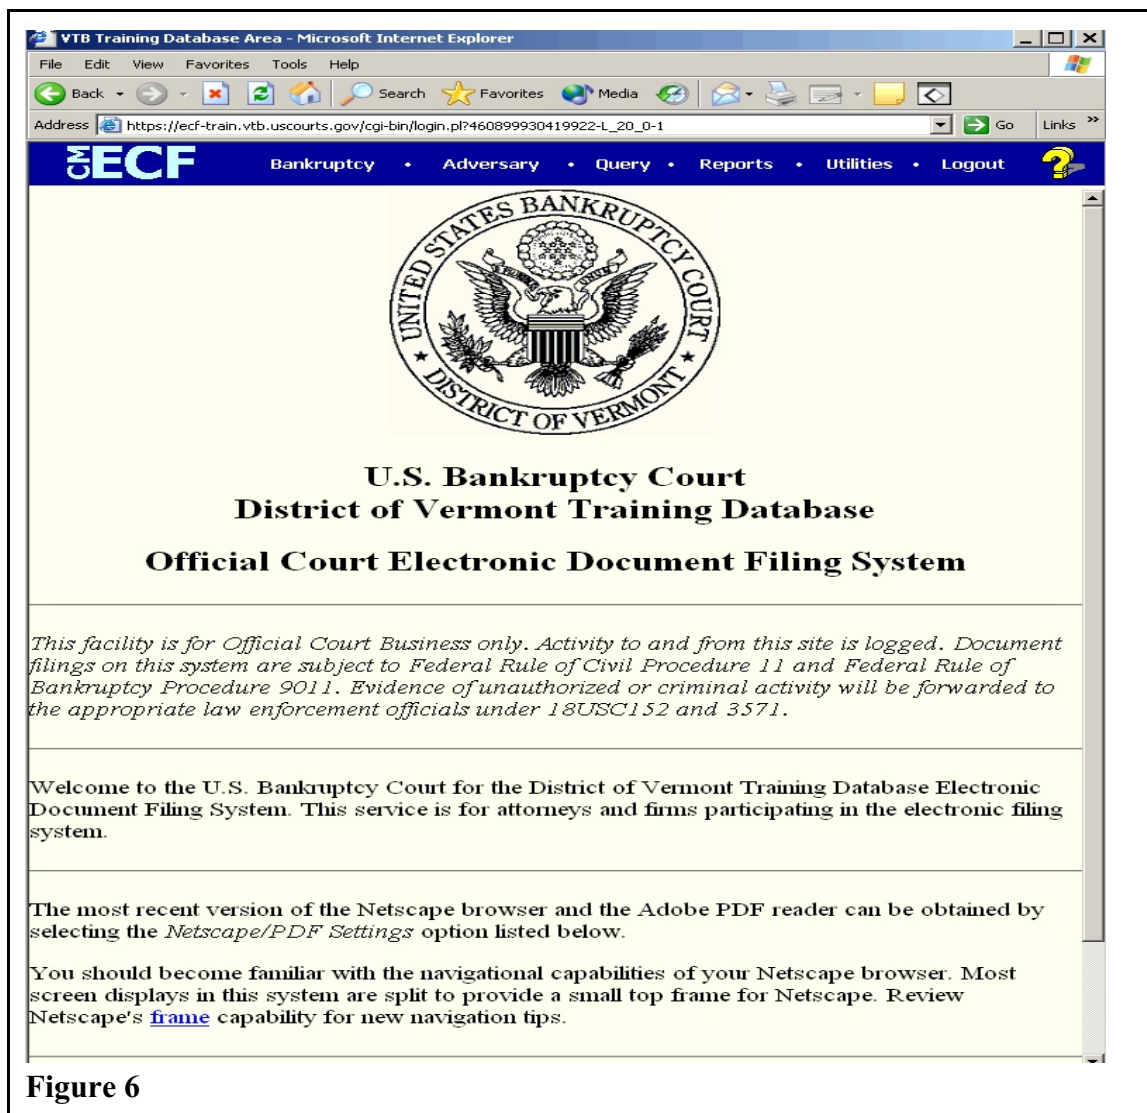 VTB Training Database Area - Microsoft Internet Explorer
File Edit View Favorites Tools Help
Back Search Favorites Media
Address https://ecf-train.vtb.uscourts.gov/cgi-bin/login.pl?460899930419922-L_20_0-1 Go Links »
CM ECF Bankruptcy • Adversary • Query • Reports • Utilities • Logout ?
UNITED STATES BANKRUPTCY COURT
★ DISTRICT OF VERMONT ★
U.S. Bankruptcy Court
District of Vermont Training Database
Official Court Electronic Document Filing System
This facility is for Official Court Business only. Activity to and from this site is logged. Document
filings on this system are subject to Federal Rule of Civil Procedure 11 and Federal Rule of
Bankruptcy Procedure 9011. Evidence of unauthorized or criminal activity will be forwarded to
the appropriate law enforcement officials under 18USC152 and 3571.
Welcome to the U.S. Bankruptcy Court for the District of Vermont Training Database Electronic
Document Filing System. This service is for attorneys and firms participating in the electronic filing
system.
The most recent version of the Netscape browser and the Adobe PDF reader can be obtained by
selecting the Netscape/PDF Settings option listed below.
You should become familiar with the navigational capabilities of your Netscape browser. Most
screen displays in this system are split to provide a small top frame for Netscape. Review
Netscape's frame capability for new navigation tips.
Figure 6